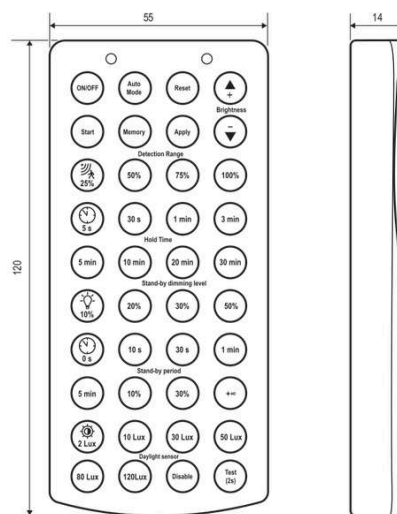 55
14
120
ON/OFF
Auto
Mode
Reset
+
Brightness
Start
Memory
Apply
−
Detection Range
25%
50%
75%
100%
5 s
30 s
1 min
3 min
Hold Time
5 min
10 min
20 min
30 min
Stand-by dimming level
10%
20%
30%
50%
0 s
10 s
30 s
1 min
Stand-by period
5 min
10%
30%
+∞
2 Lux
10 Lux
30 Lux
50 Lux
Daylight sensor
80 Lux
120Lux
Disable
Test
(2s)